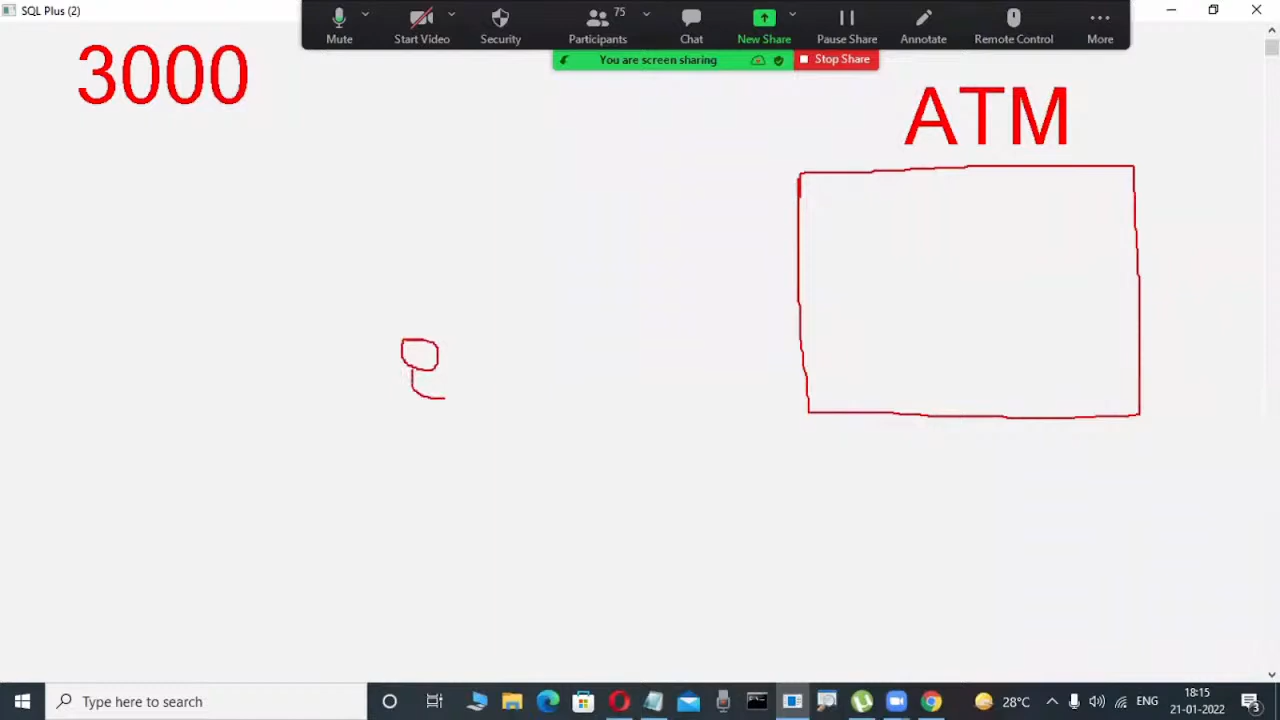 SQL Plus (2)
75
Mute
Start Video
Security
Participants
Chat
New Share
Pause Share
Annotate
Remote Control
More
You are screen sharing
Stop Share
3000
ATM
Type here to search
28°C
ENG
18:15
21-01-2022
3